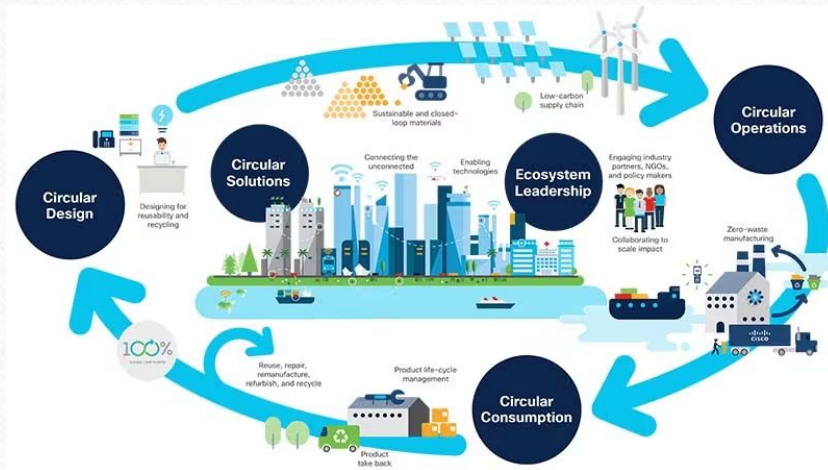 Circular
Design
Designing for
reusability and
recycling
Circular
Solutions
Sustainable and closed-
loop materials
Low-carbon
supply chain
Connecting the
unconnected
Enabling
technologies
Ecosystem
Leadership
Engaging industry
partners, NGOs,
and policy makers
Collaborating to
scale impact
Circular
Operations
Zero-waste
manufacturing
CISCO
Circular
Consumption
Product life-cycle
management
Product
take back
Reuse, repair,
remanufacture,
refurbish, and recycle
100%